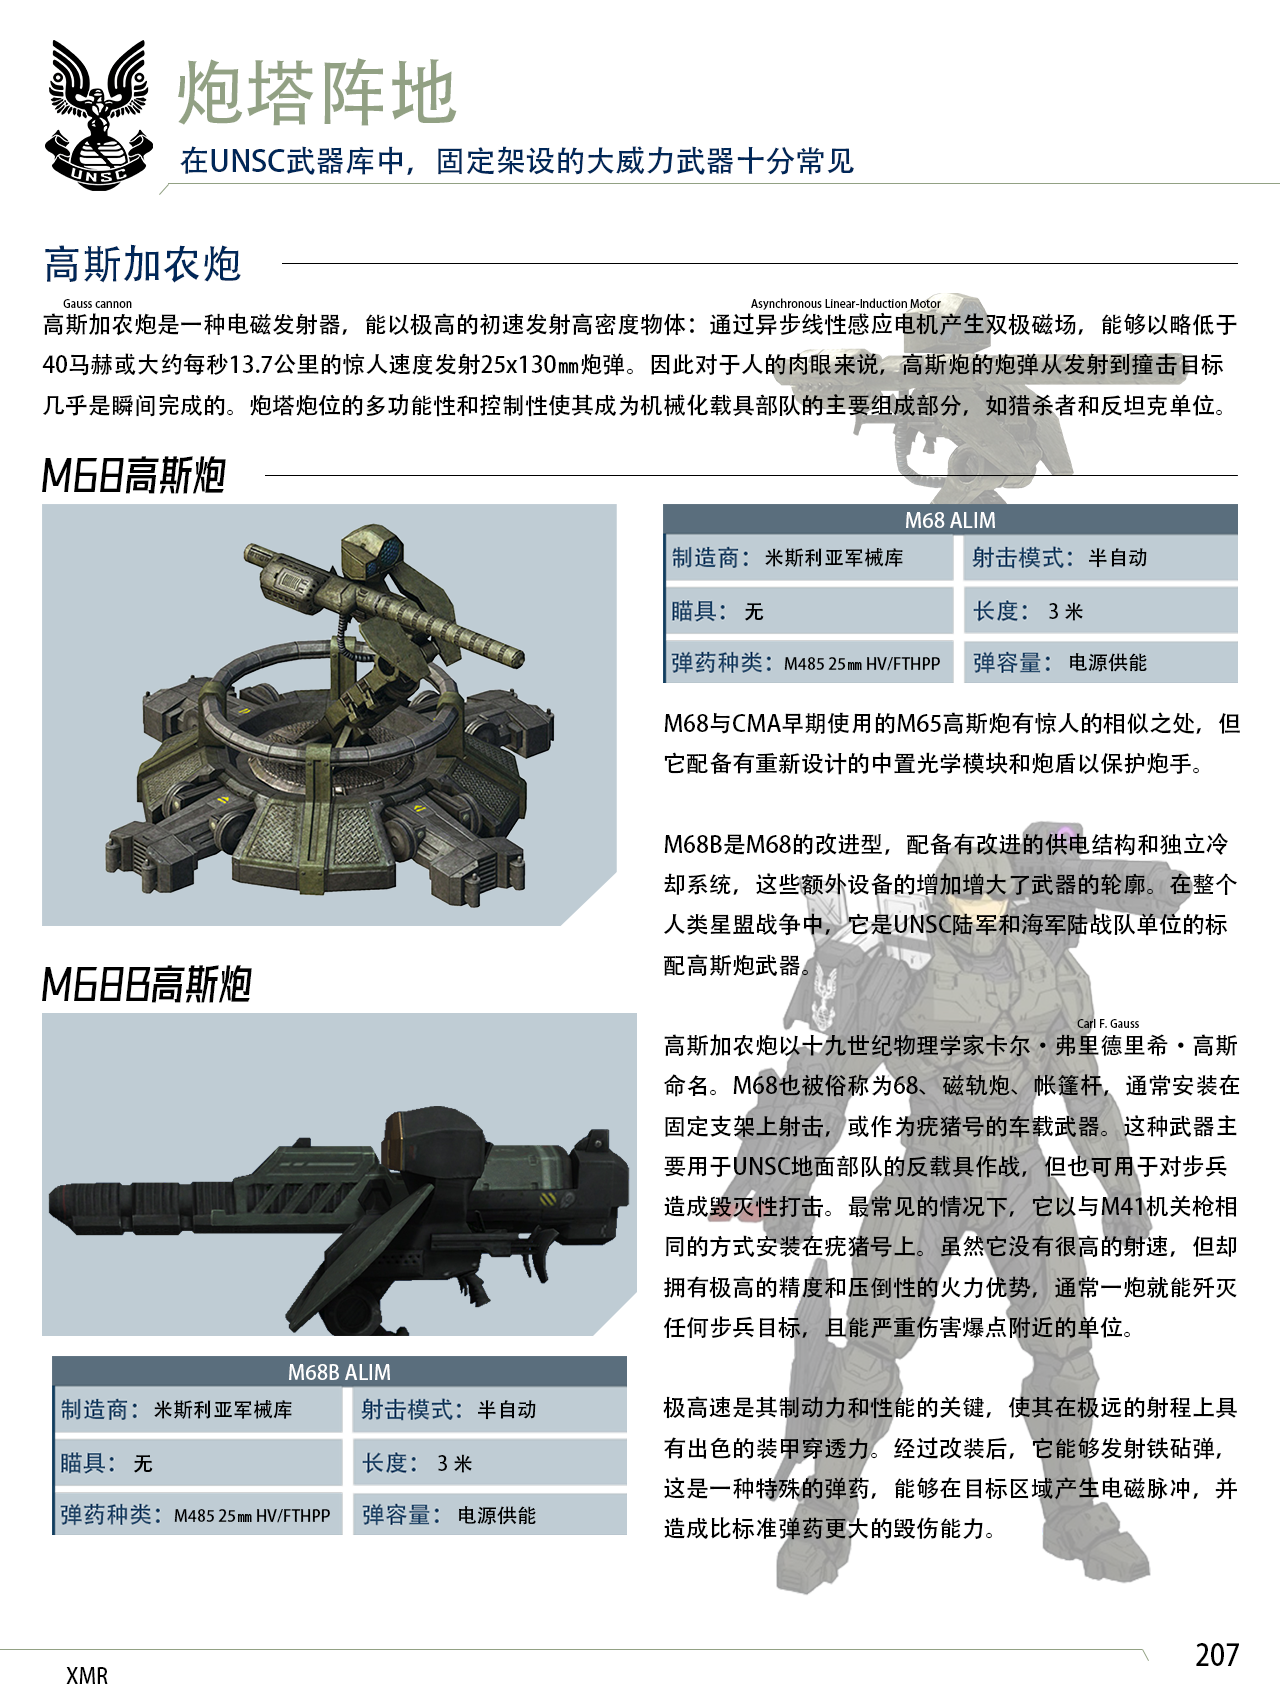 UNSC
炮塔阵地
在UNSC武器库中，固定架设的大威力武器十分常见
高斯加农炮
Gauss cannon
Asynchronous Linear-Induction Motor
高斯加农炮是一种电磁发射器，能以极高的初速发射高密度物体：通过异步线性感应电机产生双极磁场，能够以略低于
40马赫或大约每秒13.7公里的惊人速度发射25x130㎜炮弹。因此对于人的肉眼来说，高斯炮的炮弹从发射到撞击目标
几乎是瞬间完成的。炮塔炮位的多功能性和控制性使其成为机械化载具部队的主要组成部分，如猎杀者和反坦克单位。
M68高斯炮
M68 ALIM
制造商：米斯利亚军械库
射击模式：半自动
瞄具：无
长度：3 米
弹药种类：M485 25㎜ HV/FTHPP
弹容量：电源供能
M68与CMA早期使用的M65高斯炮有惊人的相似之处，但
它配备有重新设计的中置光学模块和炮盾以保护炮手。
M68B是M68的改进型，配备有改进的供电结构和独立冷
却系统，这些额外设备的增加增大了武器的轮廓。在整个
人类星盟战争中，它是UNSC陆军和海军陆战队单位的标
配高斯炮武器。
Carl F. Gauss
高斯加农炮以十九世纪物理学家卡尔·弗里德里希·高斯
命名。M68也被俗称为68、磁轨炮、帐篷杆，通常安装在
固定支架上射击，或作为疣猪号的车载武器。这种武器主
要用于UNSC地面部队的反载具作战，但也可用于对步兵
造成毁灭性打击。最常见的情况下，它以与M41机关枪相
同的方式安装在疣猪号上。虽然它没有很高的射速，但却
拥有极高的精度和压倒性的火力优势，通常一炮就能歼灭
任何步兵目标，且能严重伤害爆点附近的单位。
极高速是其制动力和性能的关键，使其在极远的射程上具
有出色的装甲穿透力。经过改装后，它能够发射铁砧弹，
这是一种特殊的弹药，能够在目标区域产生电磁脉冲，并
造成比标准弹药更大的毁伤能力。
M68B高斯炮
M68B ALIM
制造商：米斯利亚军械库
射击模式：半自动
瞄具：无
长度：3 米
弹药种类：M485 25㎜ HV/FTHPP
弹容量：电源供能
XMR
207